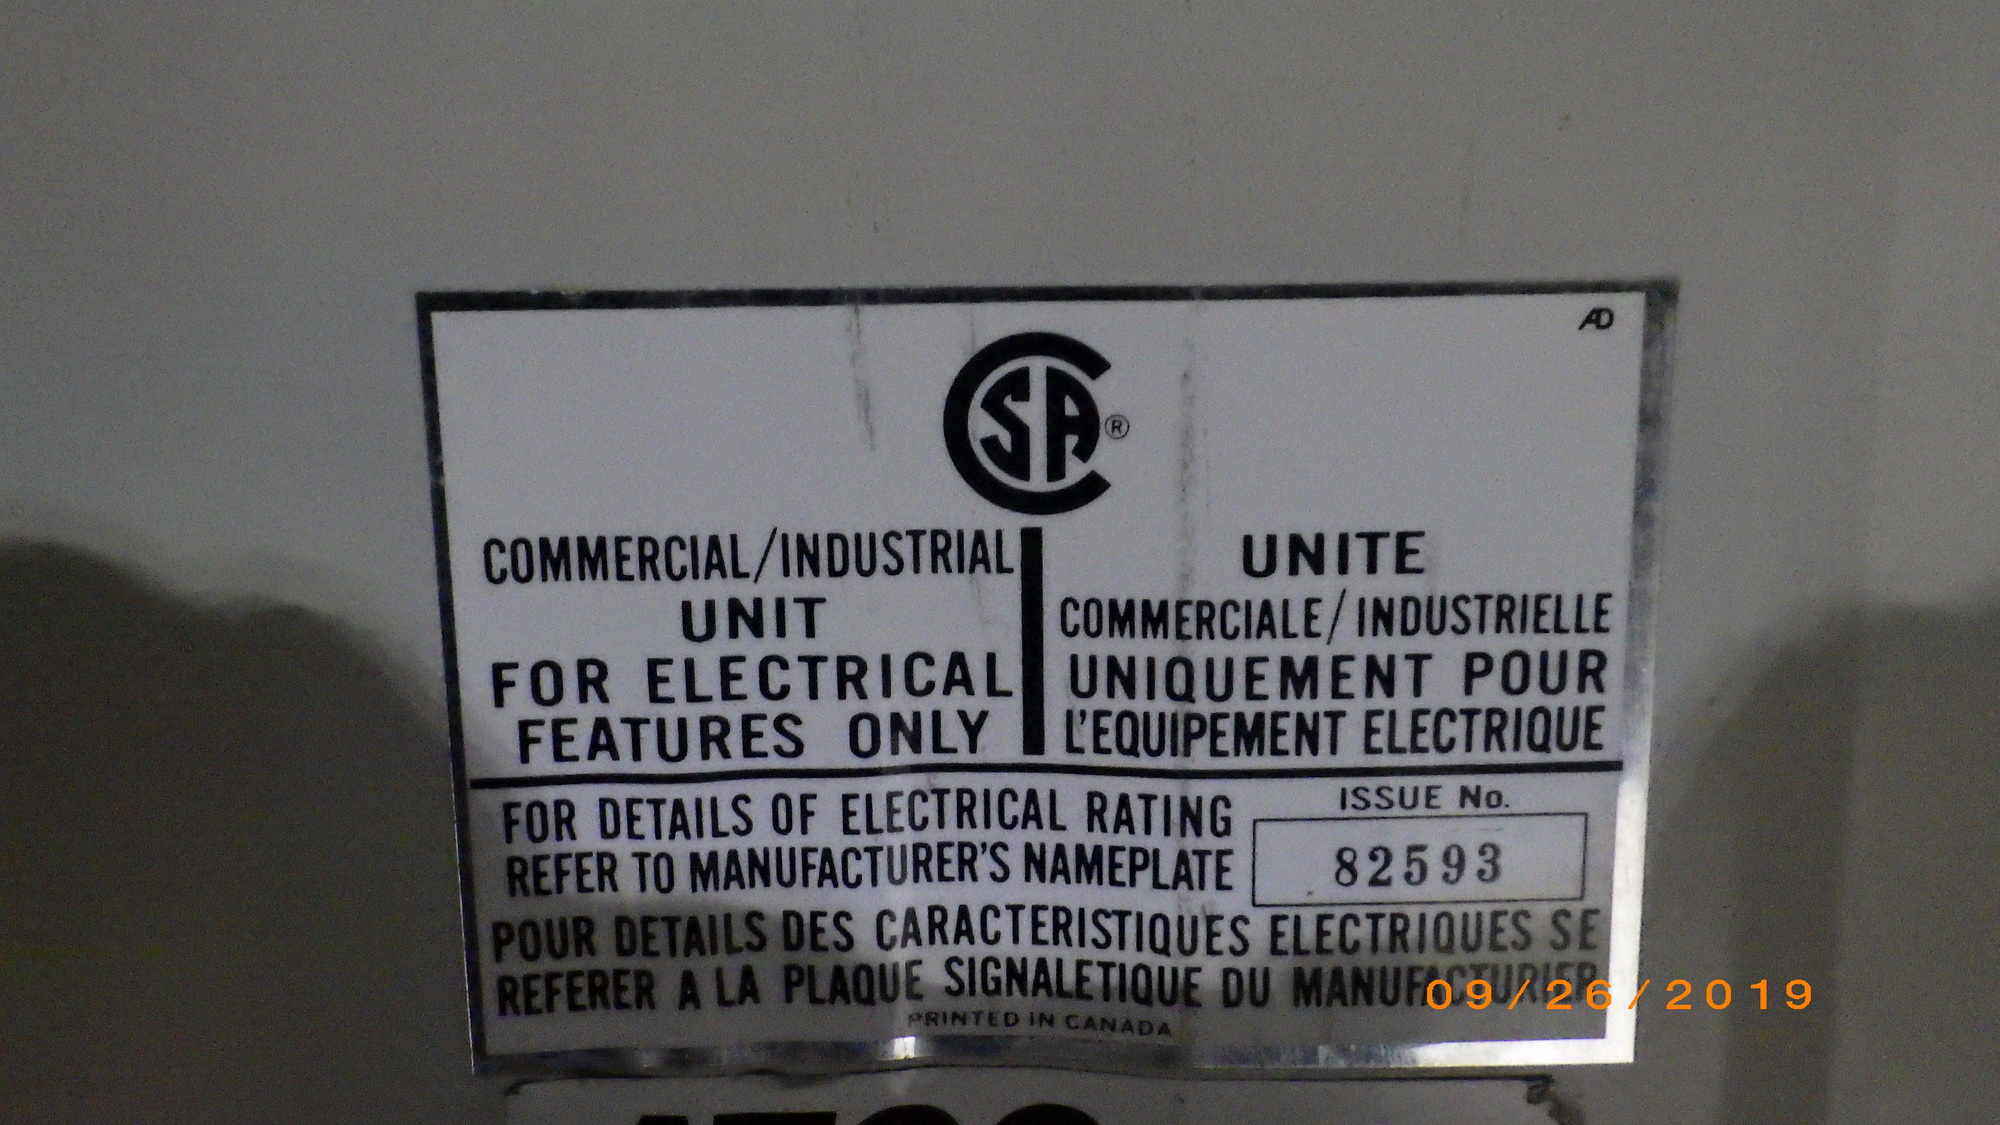 AD
CSA®
COMMERCIAL/INDUSTRIAL
UNIT
FOR ELECTRICAL
FEATURES ONLY
UNITE
COMMERCIALE/INDUSTRIELLE
UNIQUEMENT POUR
L'EQUIPEMENT ELECTRIQUE
FOR DETAILS OF ELECTRICAL RATING
REFER TO MANUFACTURER'S NAMEPLATE
ISSUE No.
82593
POUR DETAILS DES CARACTERISTIQUES ELECTRIQUES SE
REFERER A LA PLAQUE SIGNALETIQUE DU MANUFACTURIER
PRINTED IN CANADA
09/26/2019